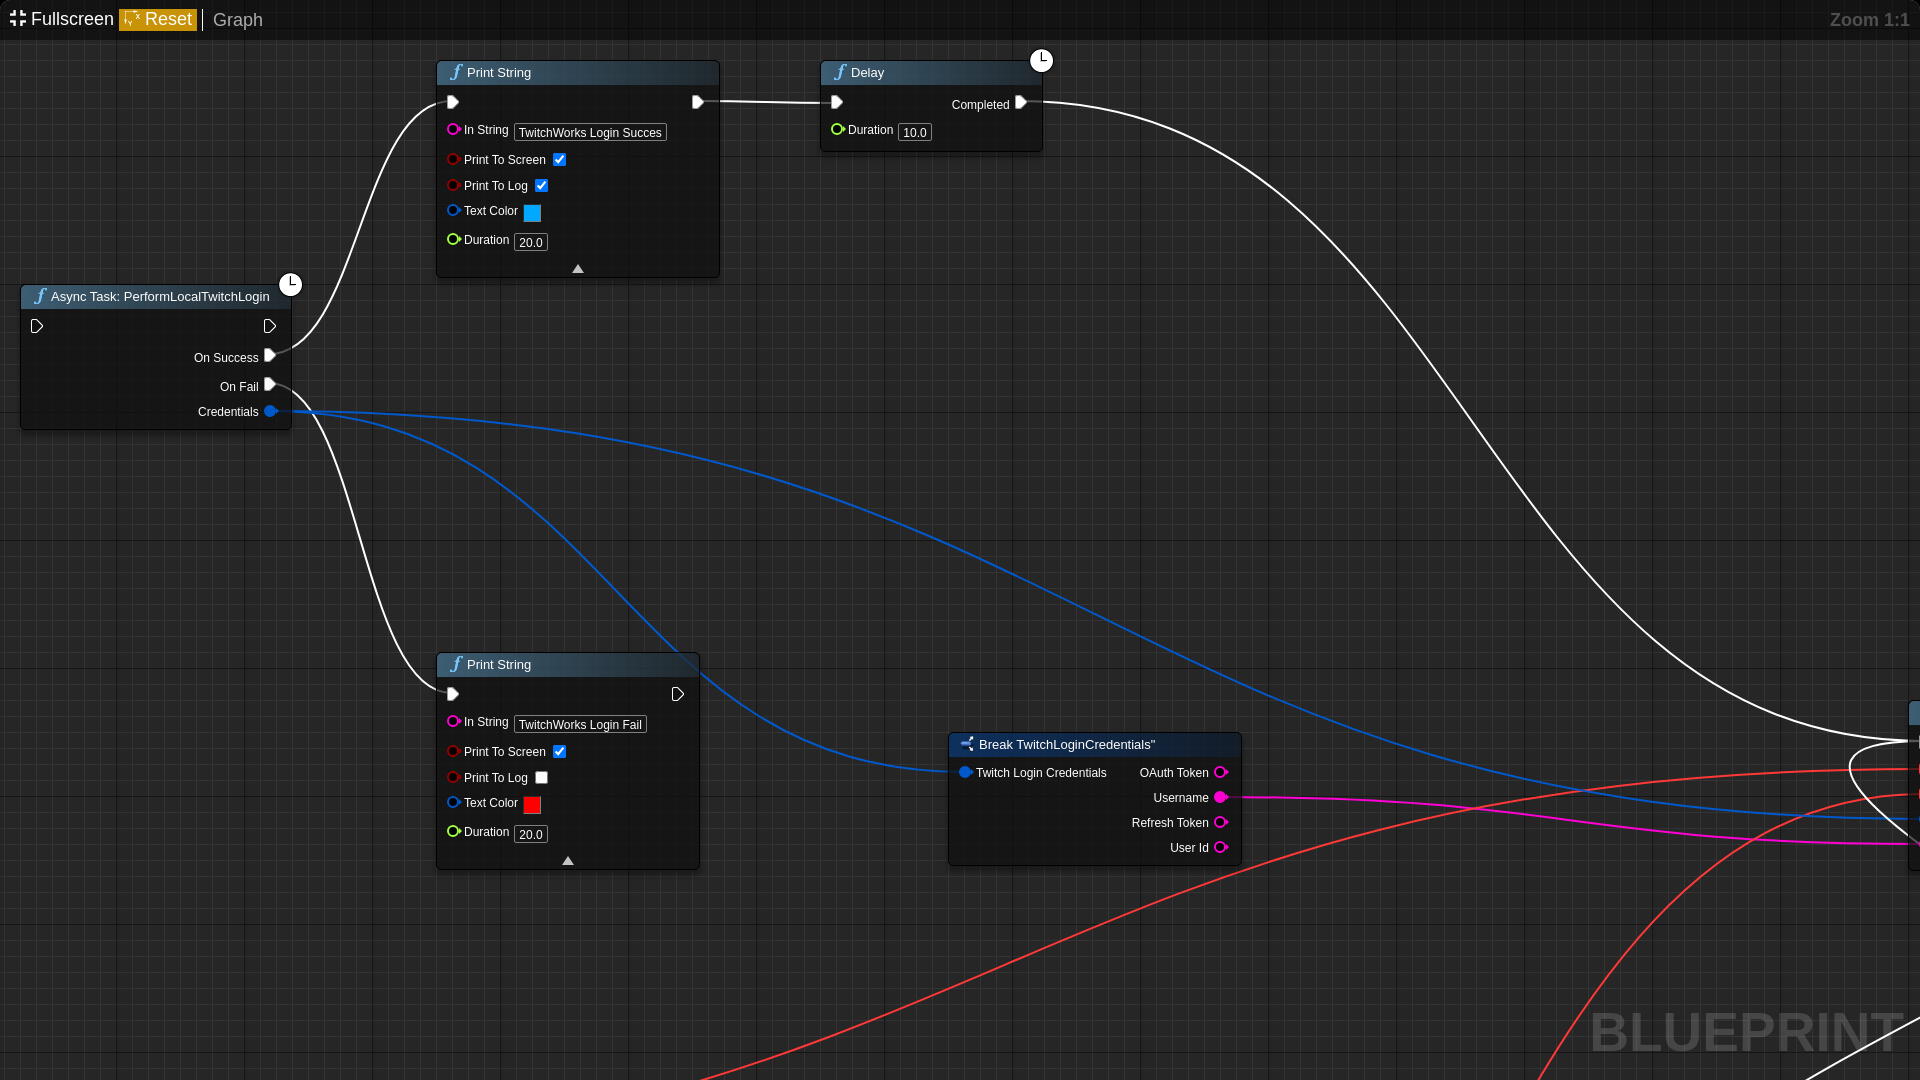 Fullscreen Reset Graph Zoom 1:1
Print String
In String TwitchWorks Login Succes
Print To Screen
Print To Log
Text Color
Duration 20.0
Delay
Completed
Duration 10.0
Async Task: PerformLocalTwitchLogin
On Success
On Fail
Credentials
Print String
In String TwitchWorks Login Fail
Print To Screen
Print To Log
Text Color
Duration 20.0
Break TwitchLoginCredentials"
Twitch Login Credentials OAuth Token
Username
Refresh Token
User Id
BLUEPRINT